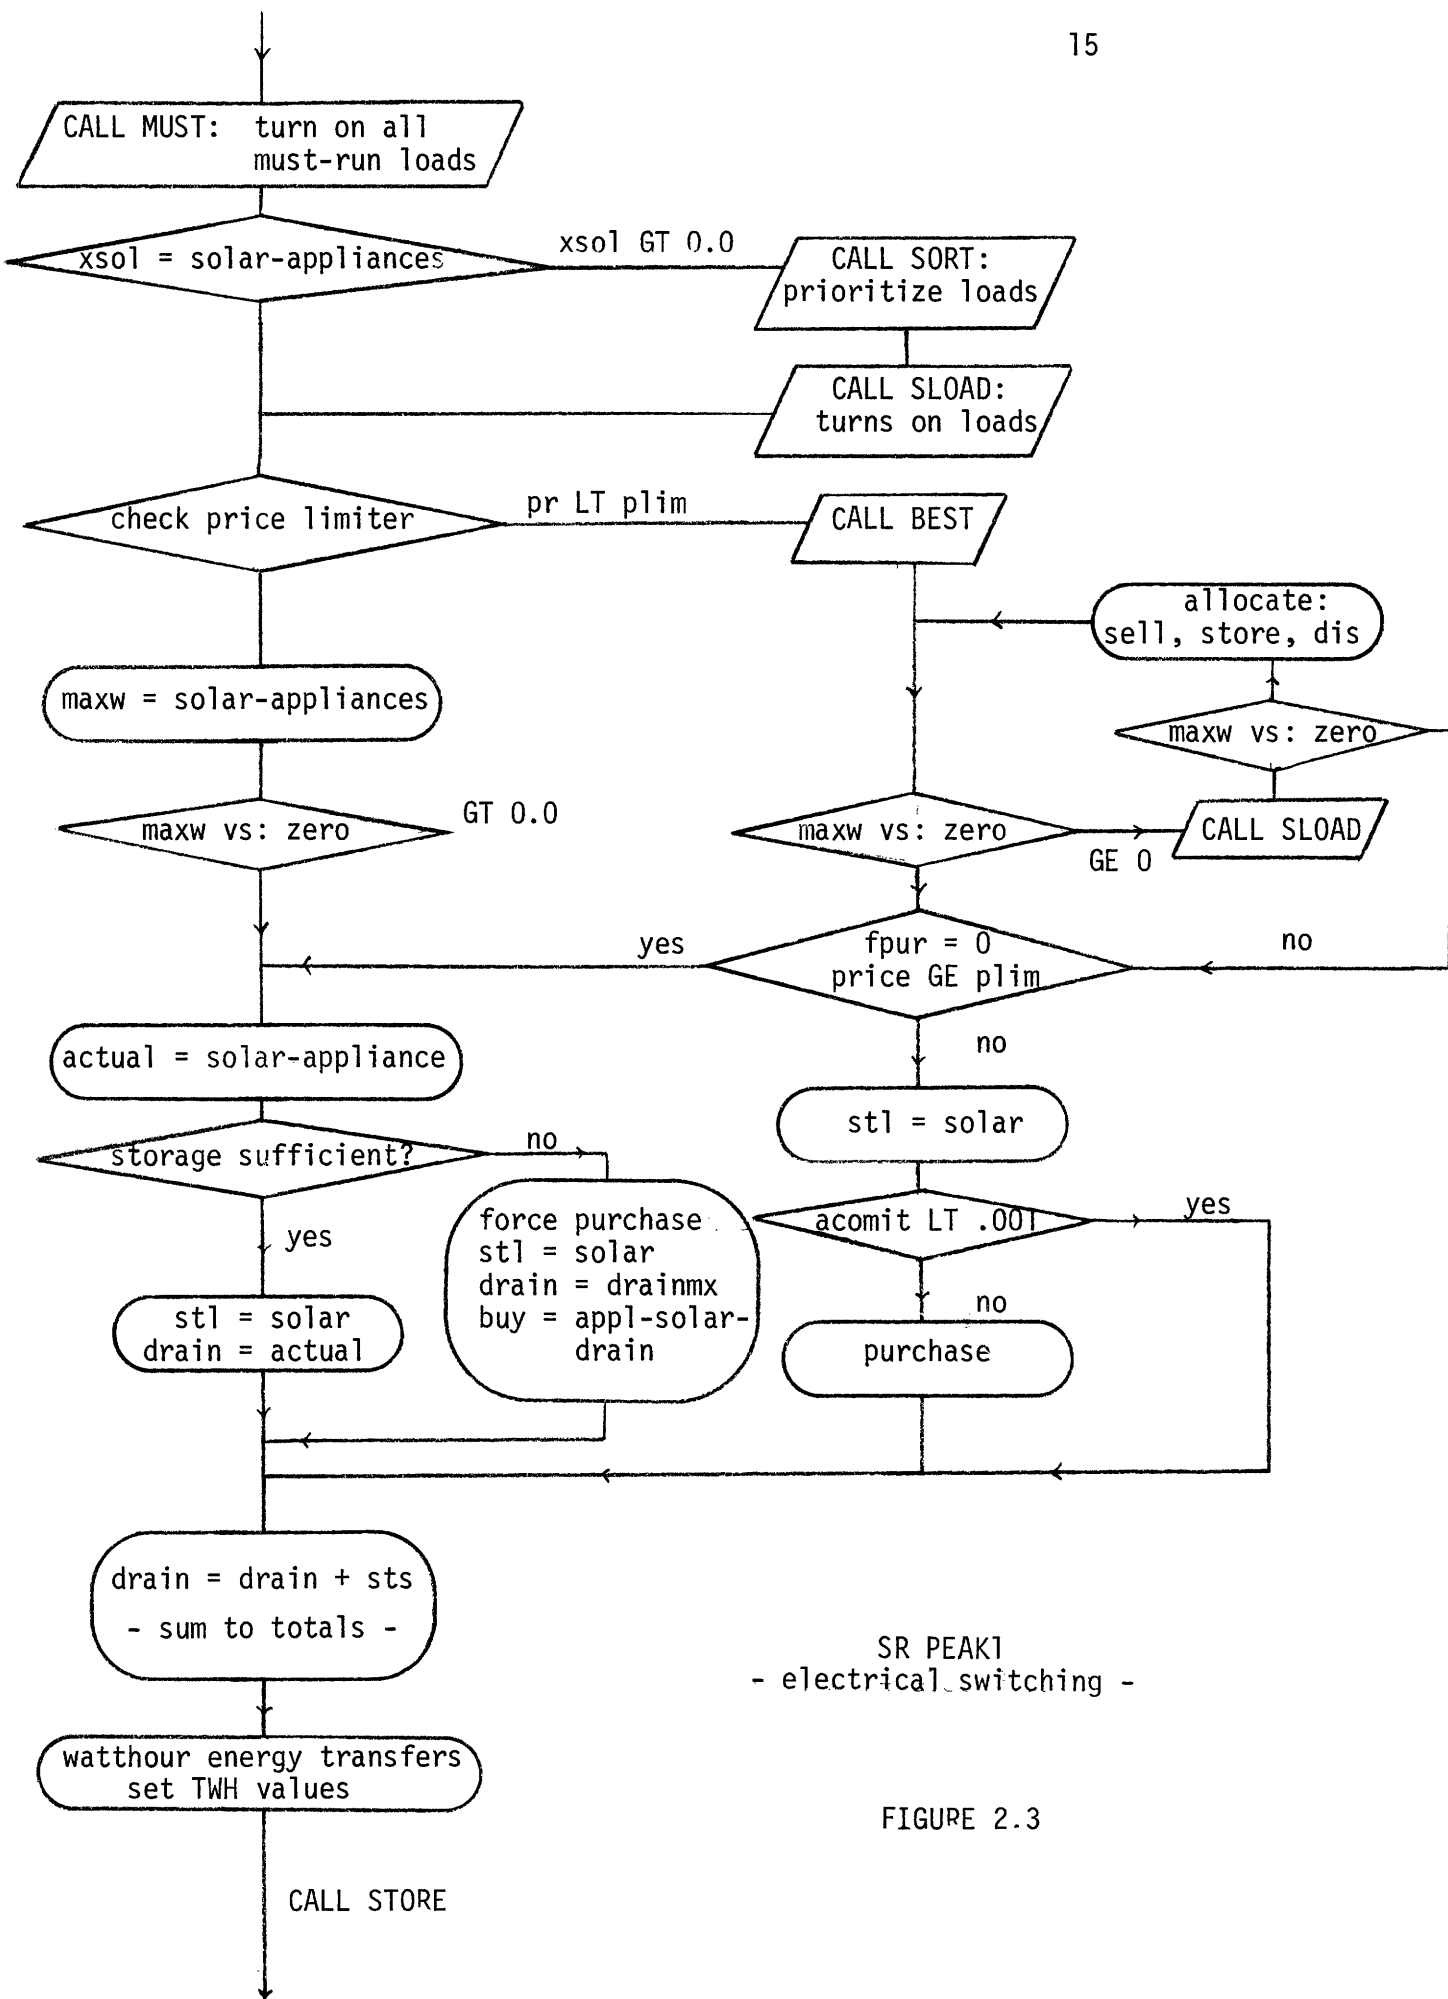 15
CALL MUST: turn on all
must-run loads
xsol = solar-appliances
xsol GT 0.0
CALL SORT:
prioritize loads
CALL SLOAD:
turns on loads
check price limiter
pr LT plim
CALL BEST
allocate:
sell, store, dis
maxw = solar-appliances
maxw vs: zero
maxw vs: zero
GT 0.0
maxw vs: zero
GE 0
CALL SLOAD
yes
fpur = 0
price GE plim
no
no
actual = solar-appliance
stl = solar
storage sufficient?
no
yes
force purchase
stl = solar
drain = drainmx
buy = appl-solar-
drain
acomit LT .001
yes
no
stl = solar
drain = actual
purchase
drain = drain + sts
- sum to totals -
SR PEAK1
- electrical switching -
watthour energy transfers
set TWH values
FIGURE 2.3
CALL STORE